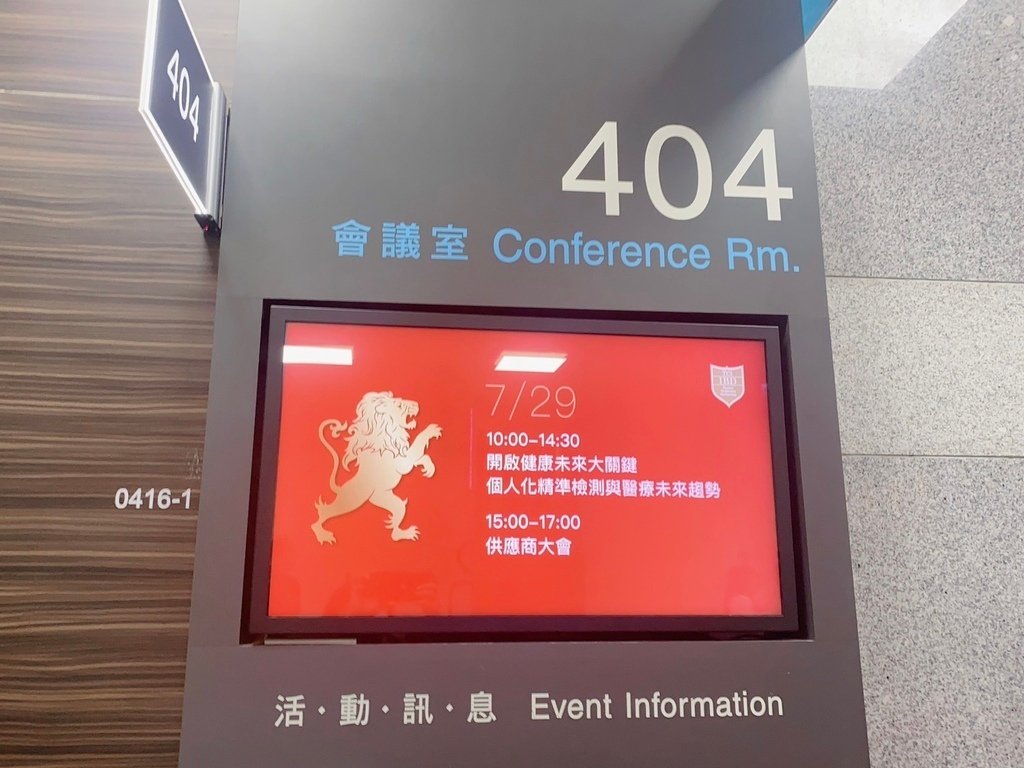 404
404
會議室 Conference Rm.
7/29
10:00–14:30
開啟健康未來大關鍵
個人化精準檢測與醫療未來趨勢
15:00–17:00
供應商大會
IBD
0416-1
活·動·訊·息 Event Information